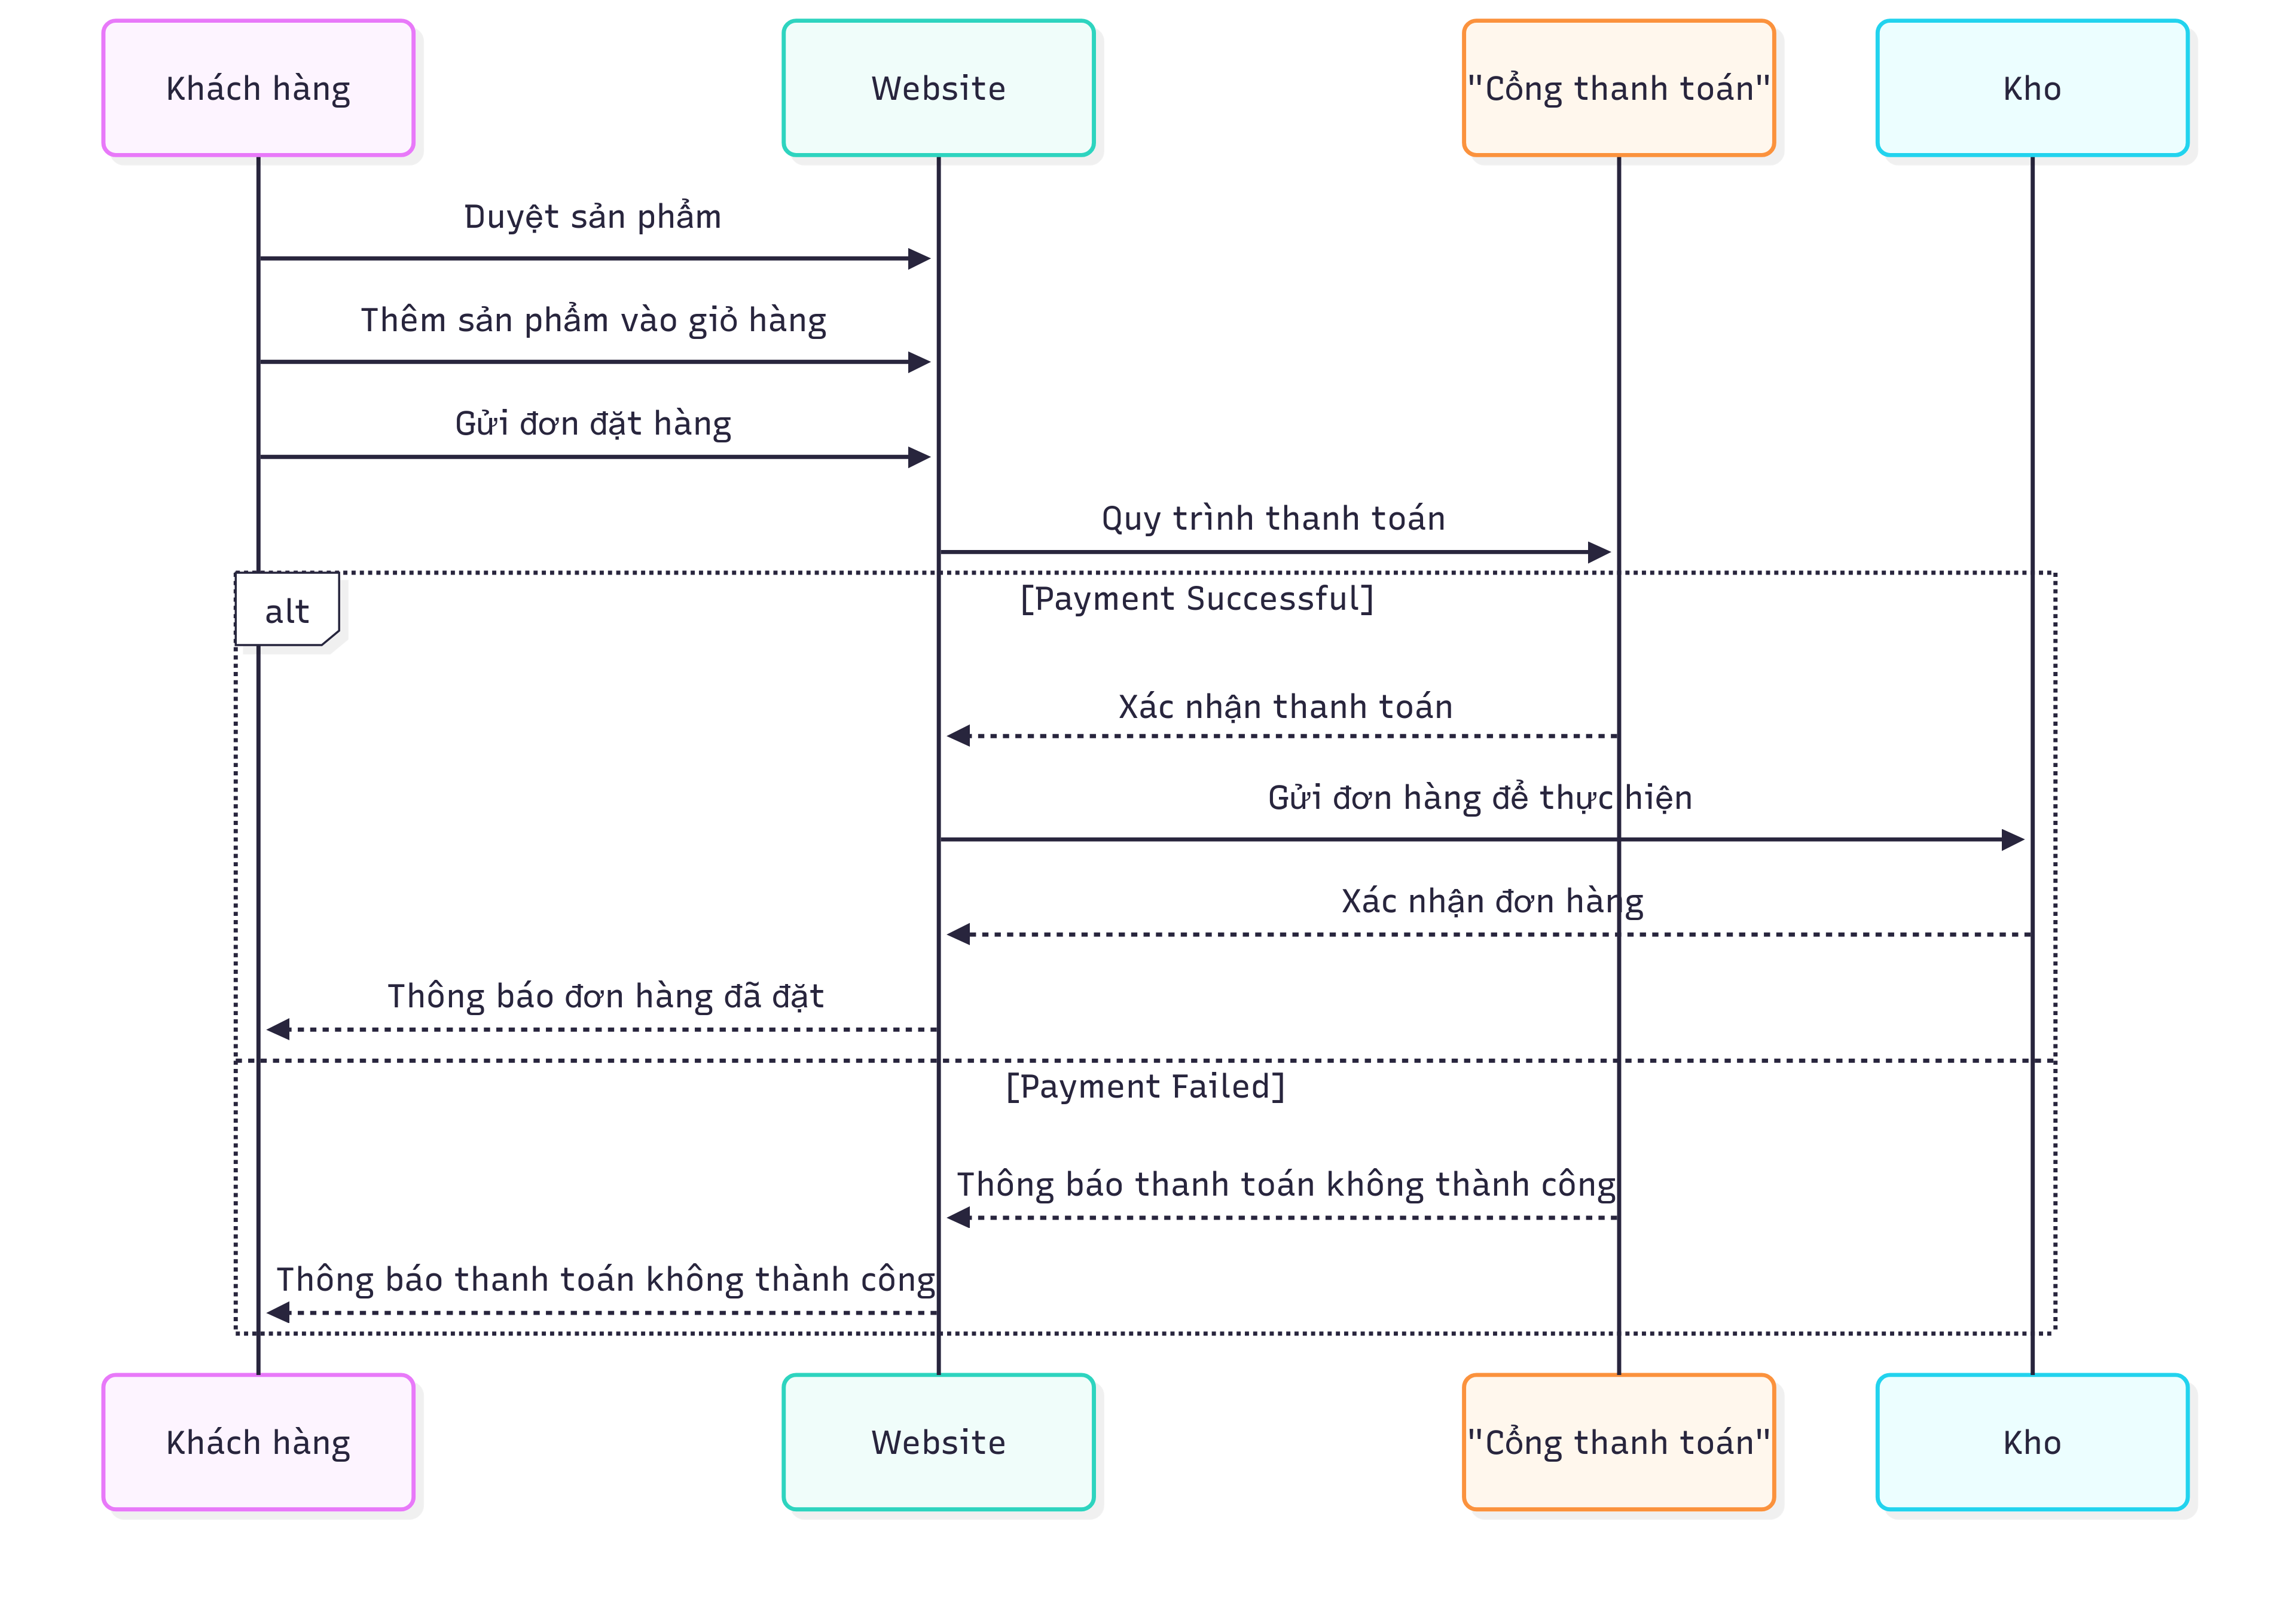 Khách hàng
Website
"Cổng thanh toán"
Kho
Duyệt sản phẩm
Thêm sản phẩm vào giỏ hàng
Gửi đơn đặt hàng
Quy trình thanh toán
alt
[Payment Successful]
Xác nhận thanh toán
Gửi đơn hàng để thực hiện
Xác nhận đơn hàng
Thông báo đơn hàng đã đặt
[Payment Failed]
Thông báo thanh toán không thành công
Thông báo thanh toán không thành công
Khách hàng
Website
"Cổng thanh toán"
Kho